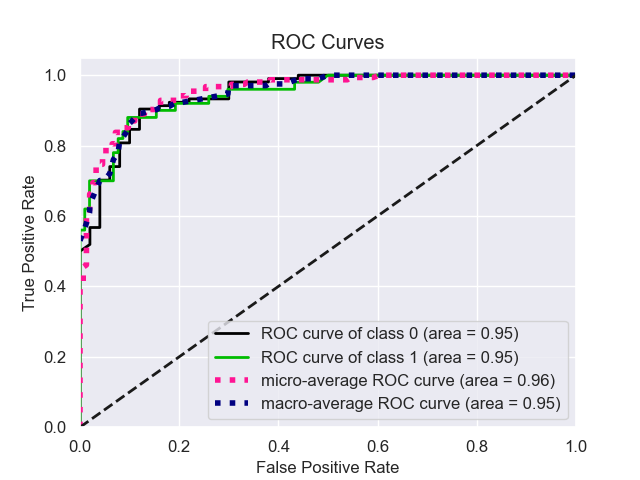 ROC Curves
True Positive Rate
1.0
0.8
0.6
0.4
0.2
0.0
ROC curve of class 0 (area = 0.95)
ROC curve of class 1 (area = 0.95)
micro-average ROC curve (area = 0.96)
macro-average ROC curve (area = 0.95)
0.0 0.2 0.4 0.6 0.8 1.0
False Positive Rate